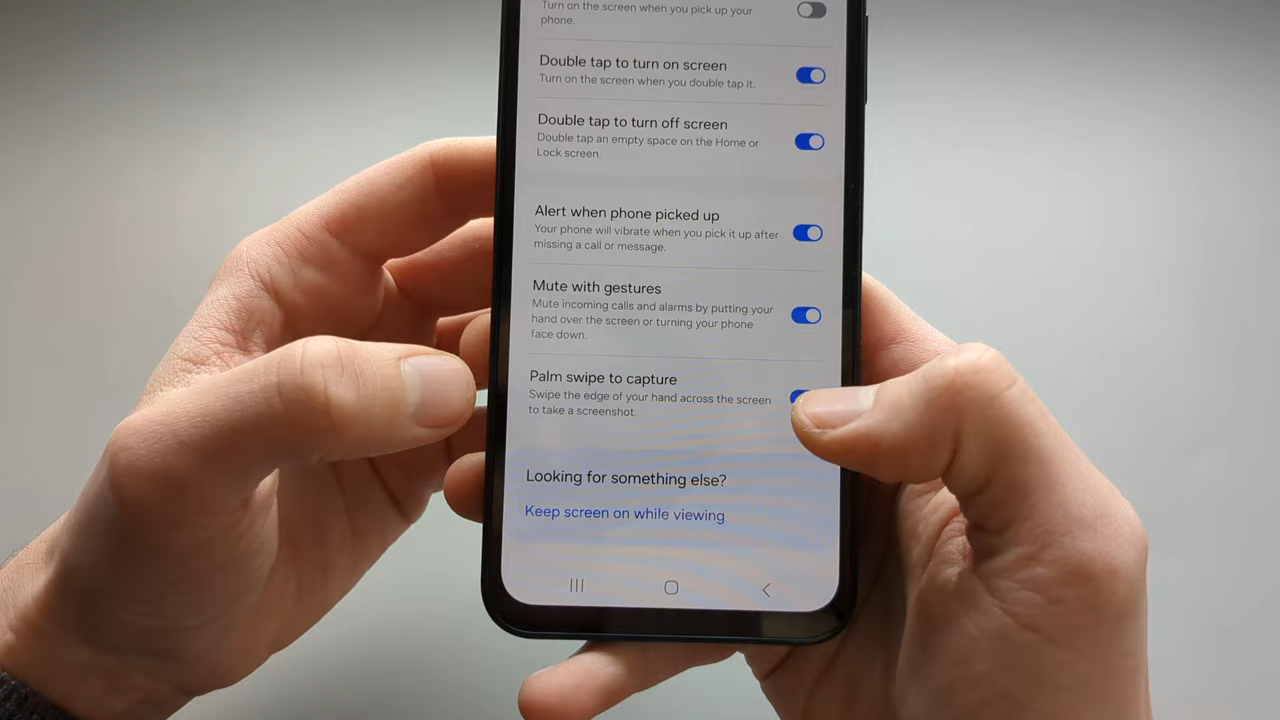 Turn on the screen when you pick up your
phone.
Double tap to turn on screen
Turn on the screen when you double tap it.
Double tap to turn off screen
Double tap an empty space on the Home or
Lock screen.
Alert when phone picked up
Your phone will vibrate when you pick it up after
missing a call or message.
Mute with gestures
Mute incoming calls and alarms by putting your
hand over the screen or turning your phone
face down.
Palm swipe to capture
Swipe the edge of your hand across the screen
to take a screenshot.
Looking for something else?
Keep screen on while viewing